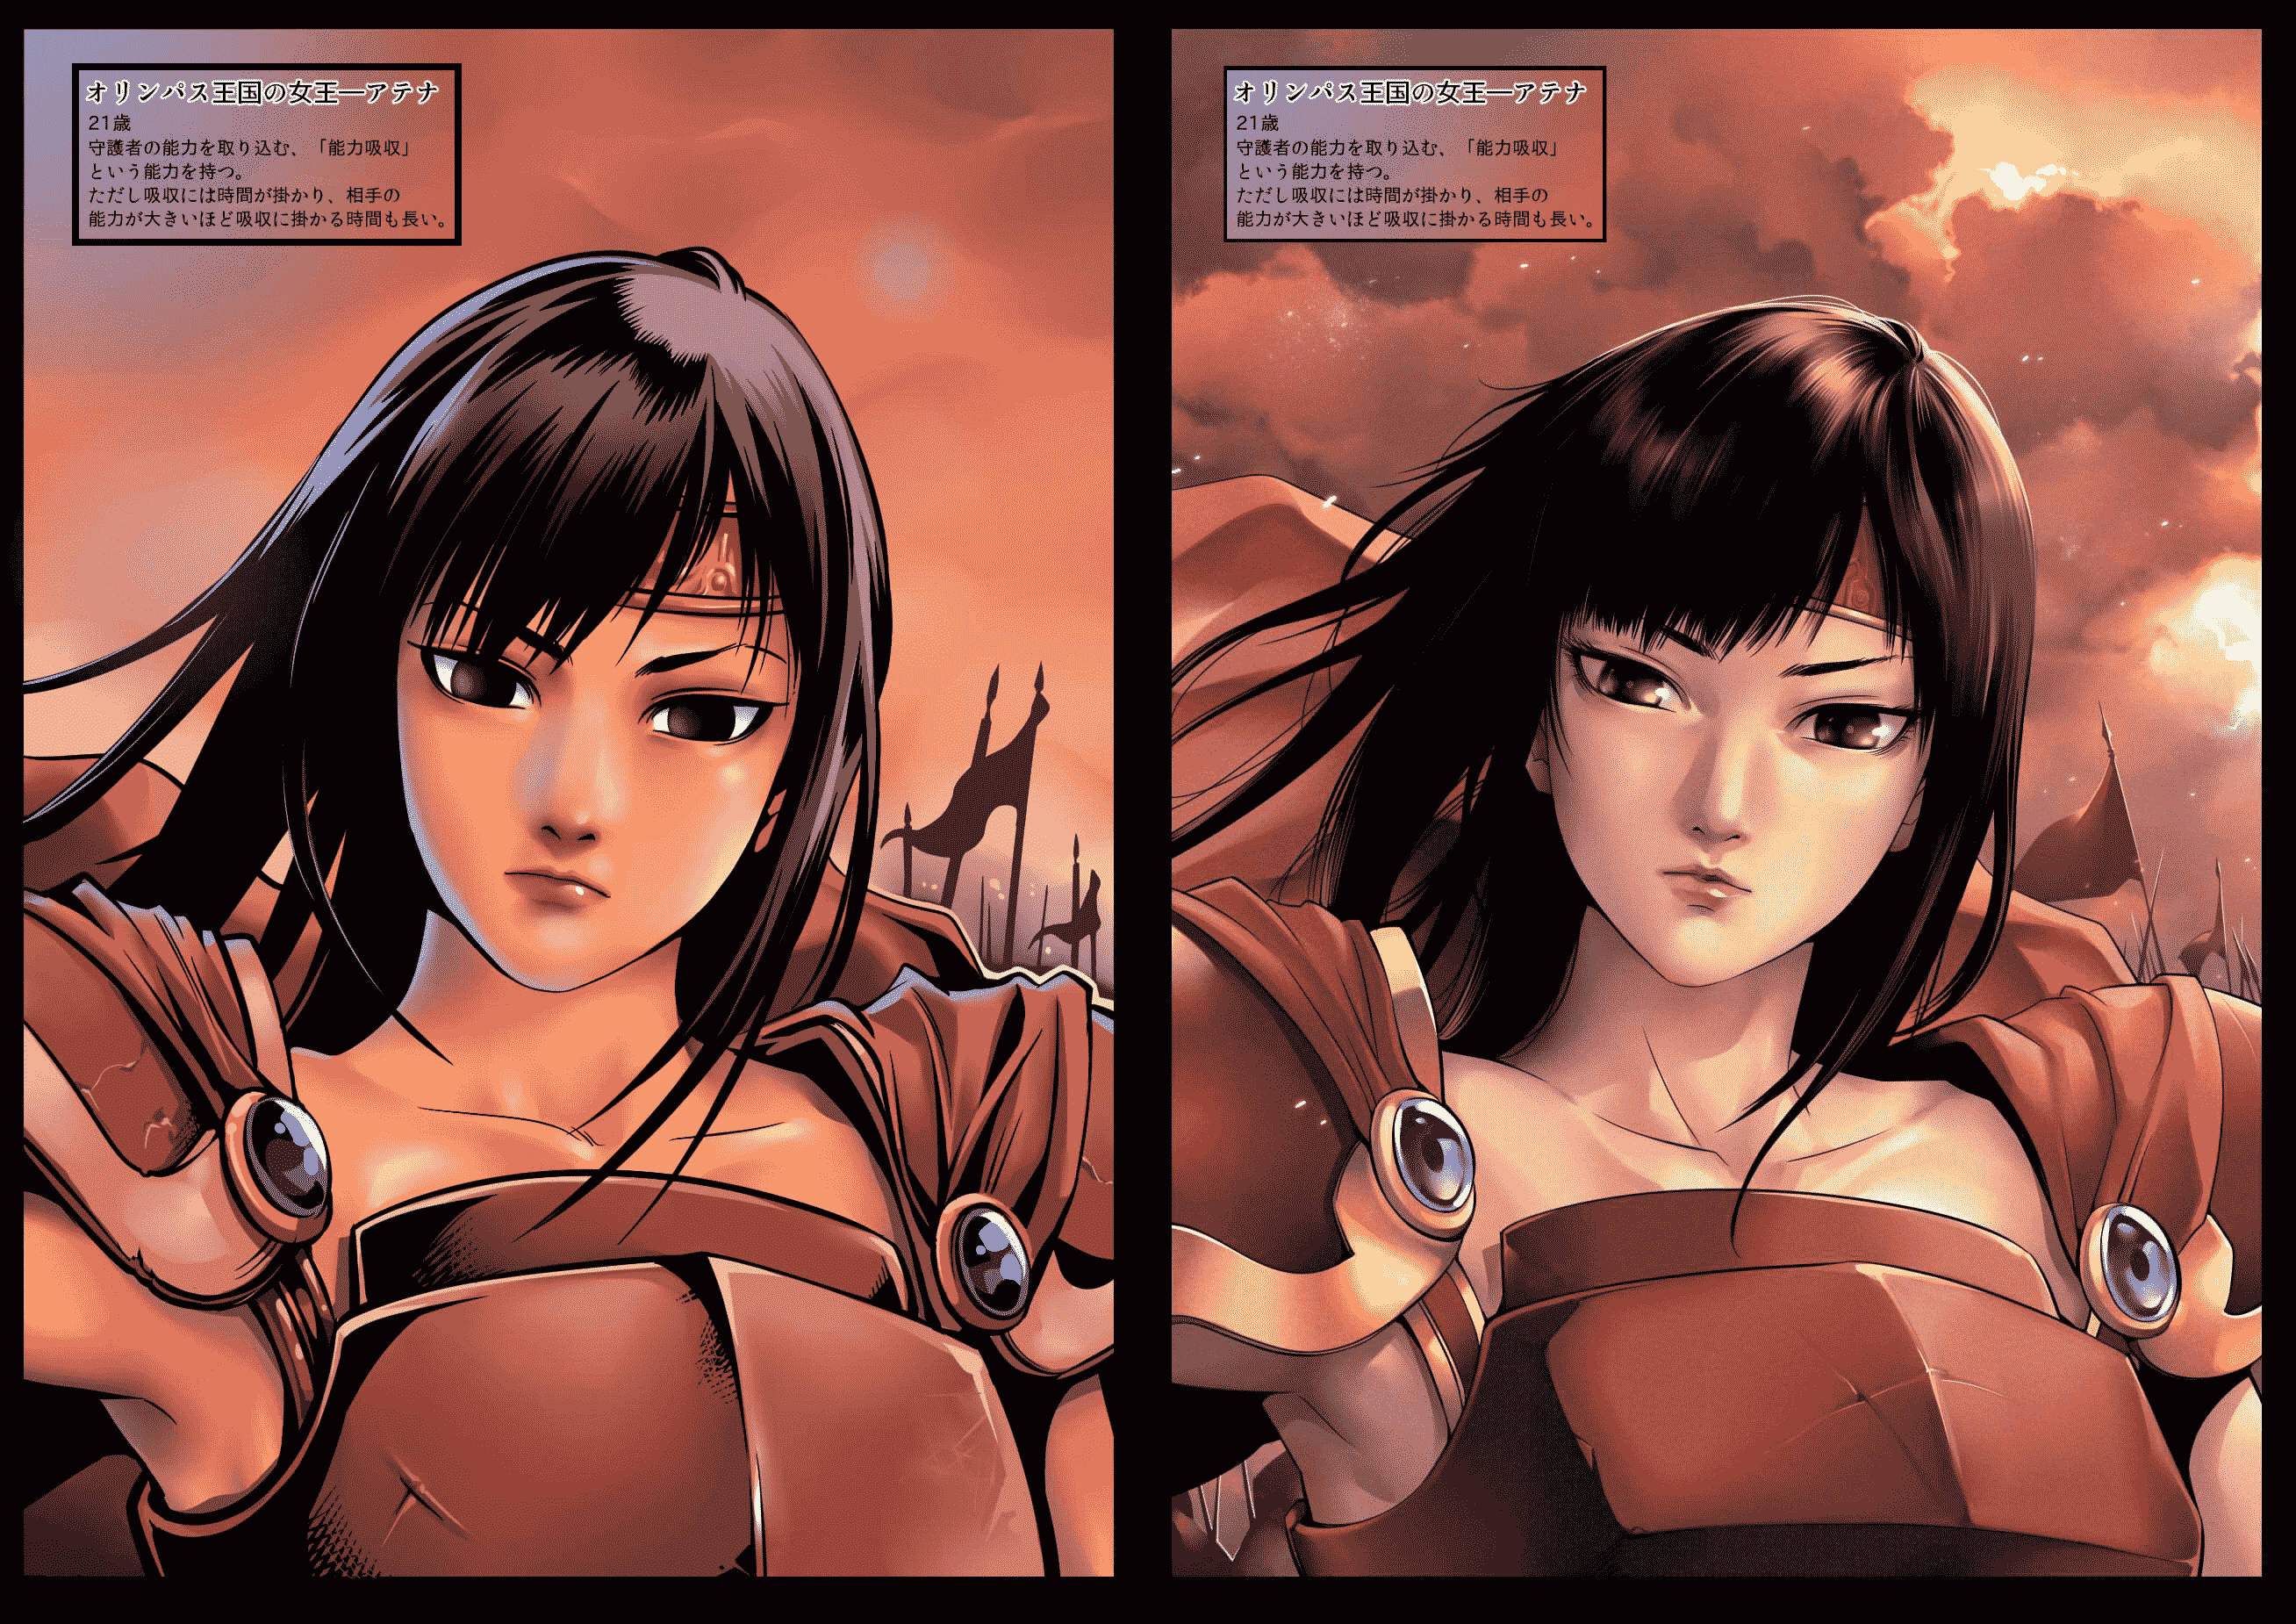 オリンパス王国の女王―アテナ
21歳
守護者の能力を取り込む、「能力吸収」
という能力を持つ。
ただし吸収には時間が掛かり、相手の
能力が大きいほど吸収に掛かる時間も長い。
オリンパス王国の女王―アテナ
21歳
守護者の能力を取り込む、「能力吸収」
という能力を持つ。
ただし吸収には時間が掛かり、相手の
能力が大きいほど吸収に掛かる時間も長い。